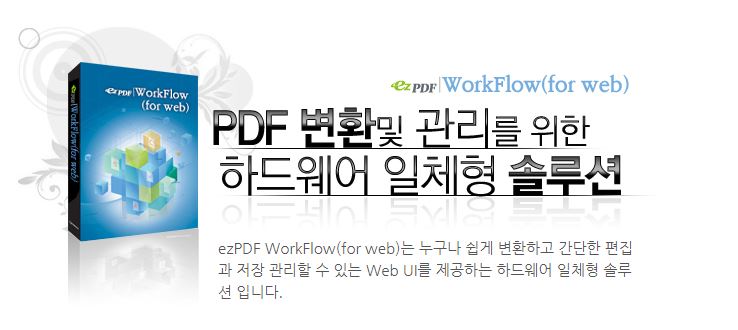 ezPDF WorkFlow(for web)
ezPDF WorkFlow
(for web)
ezPDF WorkFlow(for web)
PDF 변환및 관리를 위한
하드웨어 일체형 솔루션
ezPDF WorkFlow(for web)는 누구나 쉽게 변환하고 간단한 편집
과 저장 관리할 수 있는 Web UI를 제공하는 하드웨어 일체형 솔루
션 입니다.